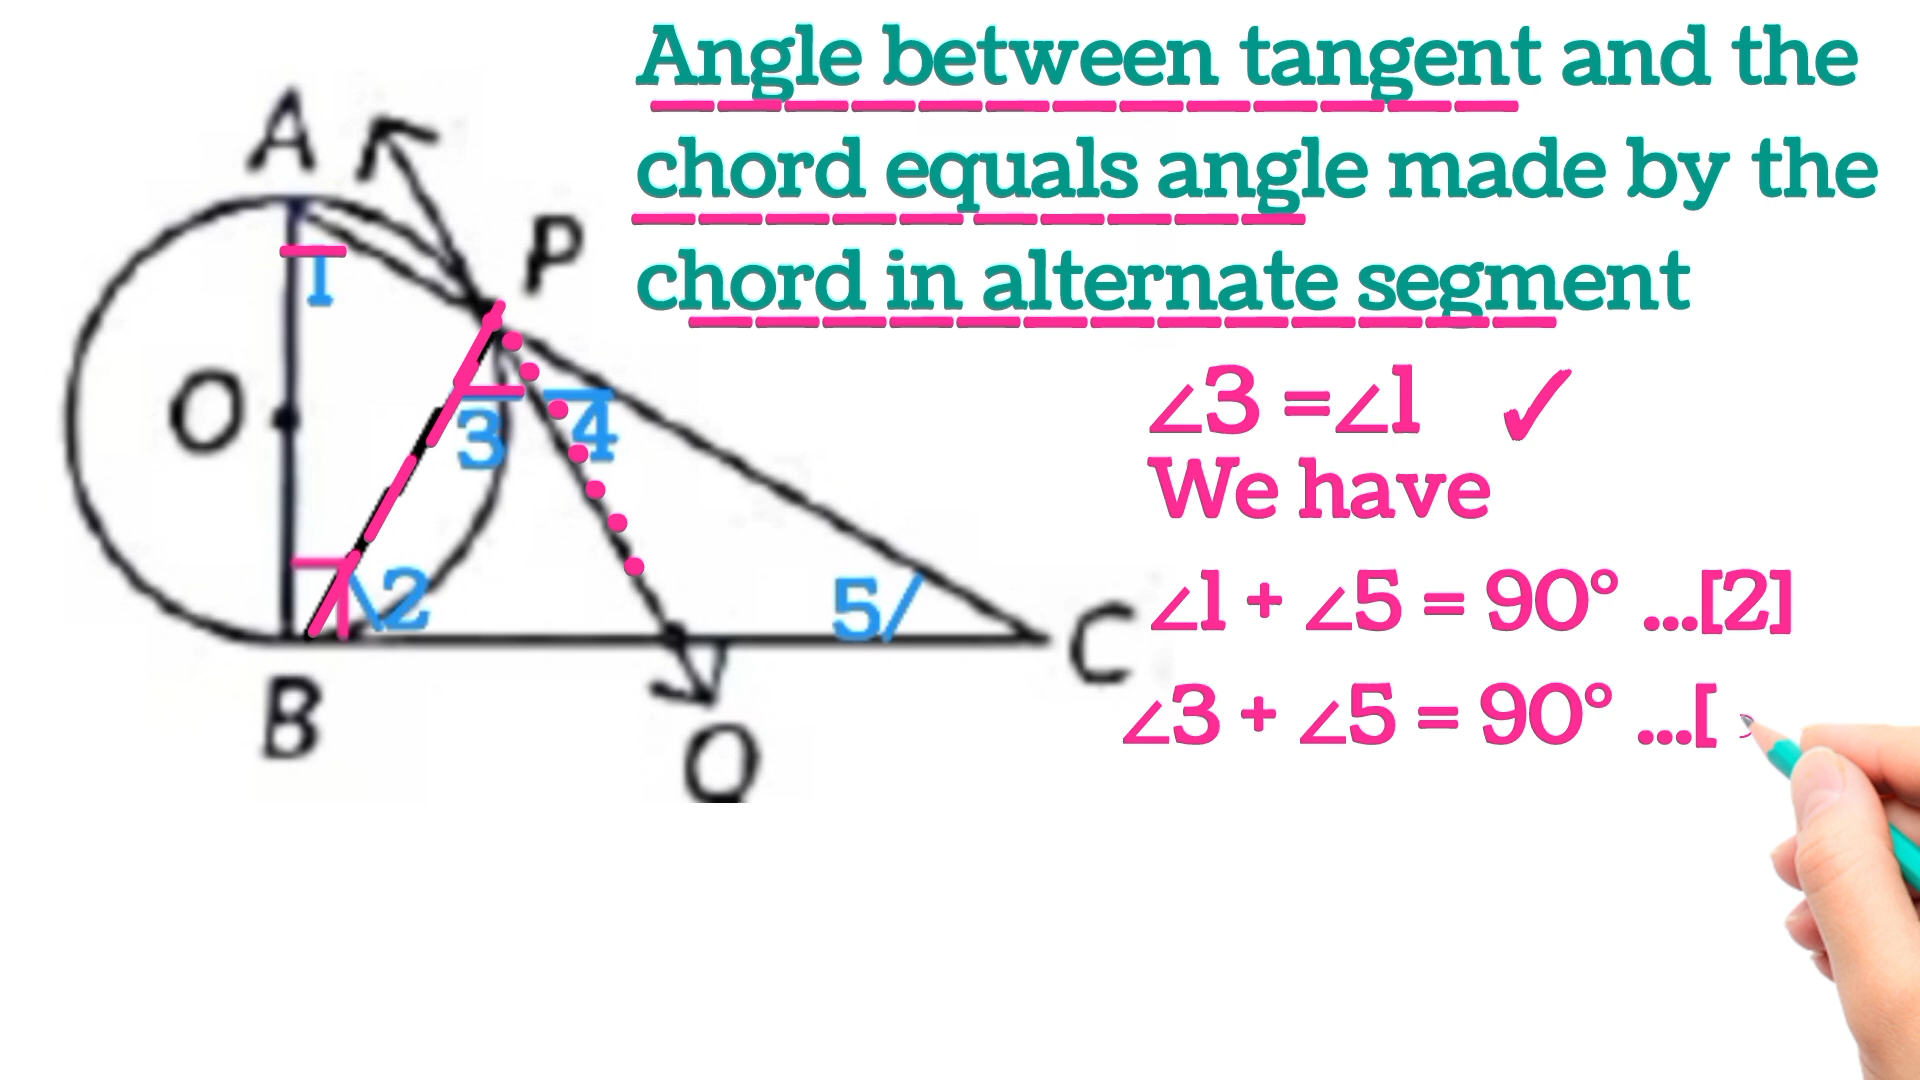 Angle between tangent and the
chord equals angle made by the
chord in alternate segment
A
P
1
O
3
4
2
5
B
C
Q
∠3 =∠1 ✓
We have
∠1 + ∠5 = 90° ...[2]
∠3 + ∠5 = 90° ...[